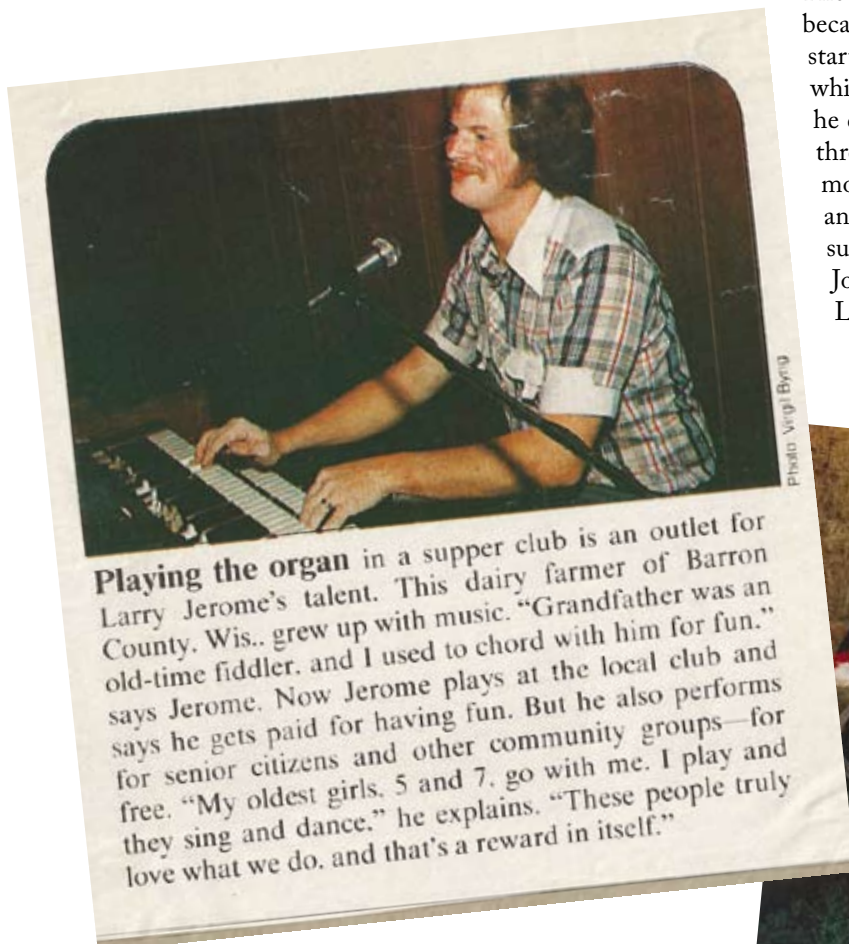 Photo: Virgil Byng
Playing the organ in a supper club is an outlet for
Larry Jerome's talent. This dairy farmer of Barron
County. Wis.. grew up with music. “Grandfather was an
old-time fiddler. and I used to chord with him for fun.”
says Jerome. Now Jerome plays at the local club and
says he gets paid for having fun. But he also performs
for senior citizens and other community groups—for
free. “My oldest girls. 5 and 7. go with me. I play and
they sing and dance.” he explains. “These people truly
love what we do. and that's a reward in itself.”